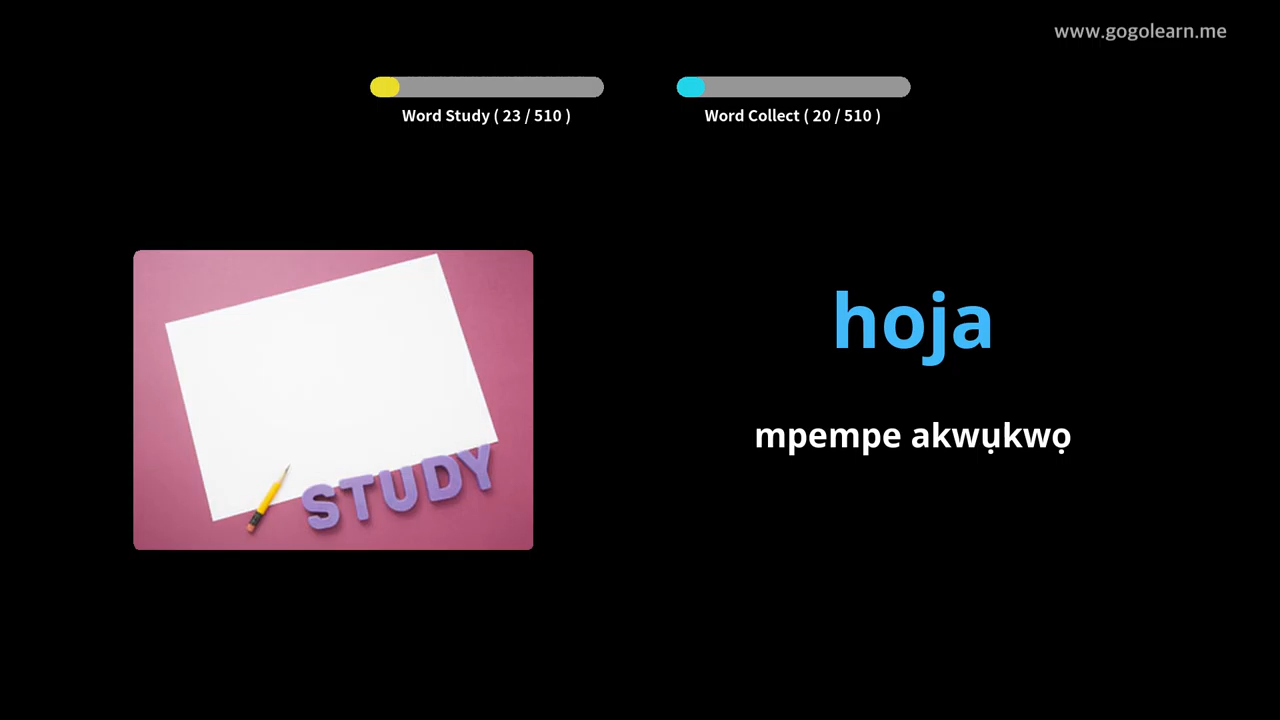 www.gogolearn.me
Word Study ( 23 / 510 )
Word Collect ( 20 / 510 )
hoja
mpempe akwụkwọ
STUDY